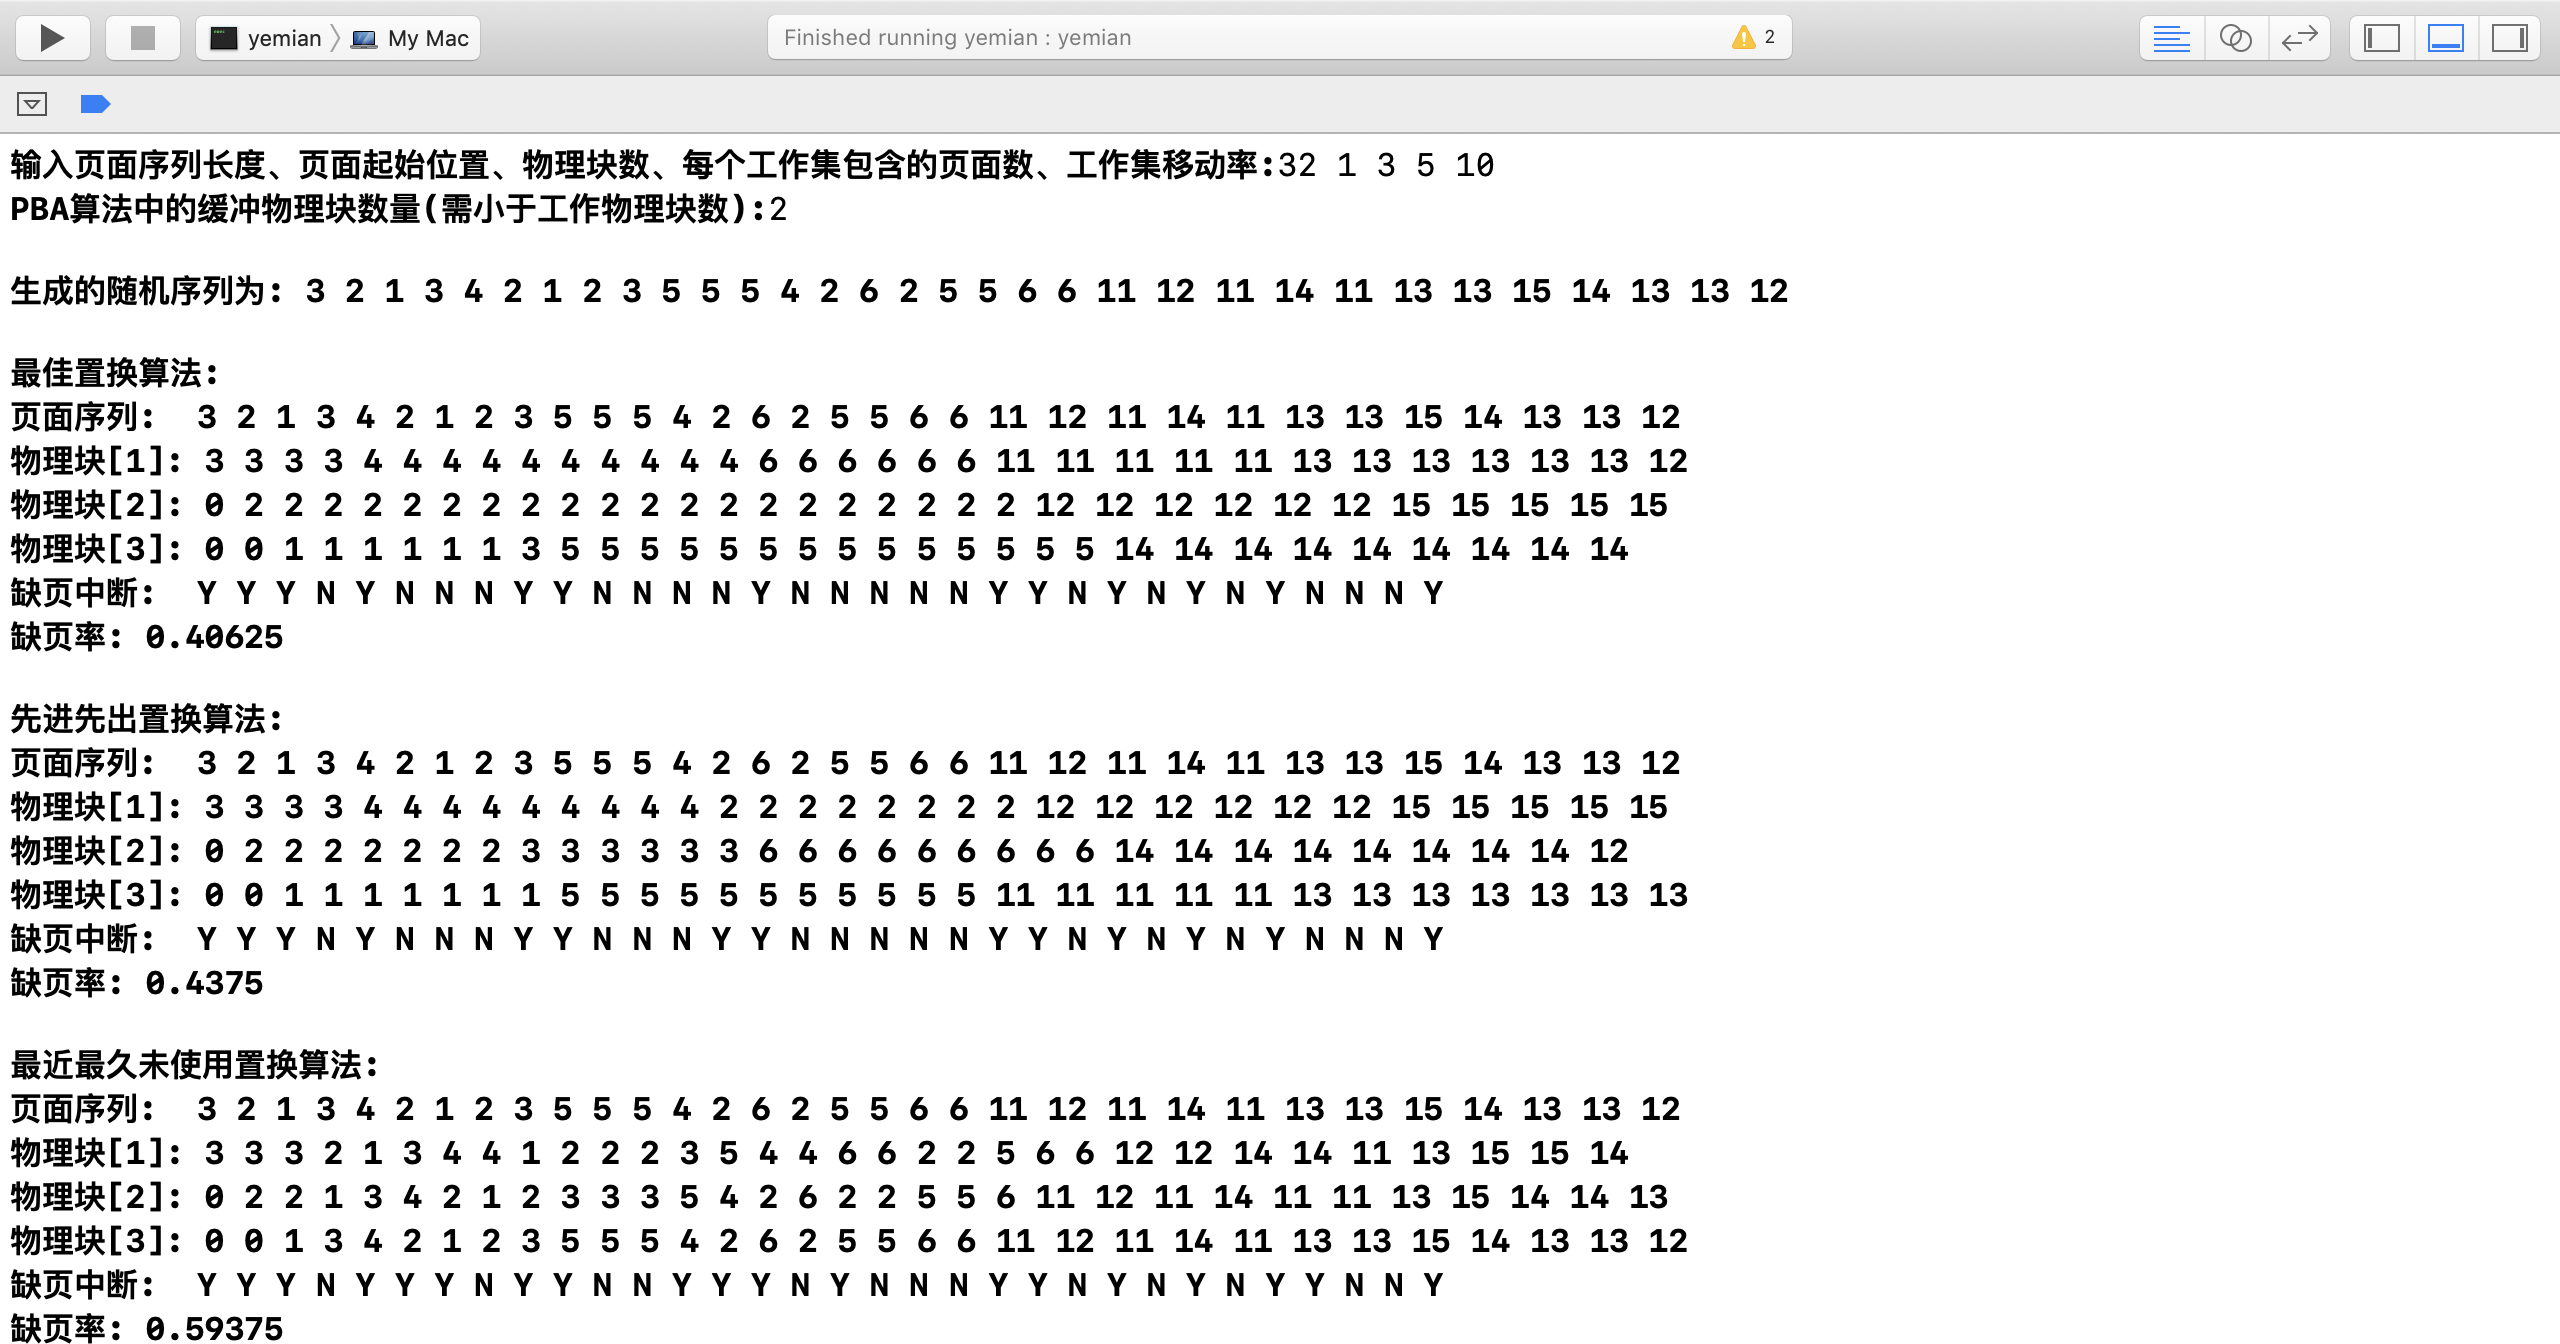 yemian 〉 My Mac
Finished running yemian : yemian
2
输入页面序列长度、页面起始位置、物理块数、每个工作集包含的页面数、工作集移动率:32 1 3 5 10
PBA算法中的缓冲物理块数量(需小于工作物理块数):2
生成的随机序列为: 3 2 1 3 4 2 1 2 3 5 5 5 4 2 6 2 5 5 6 6 11 12 11 14 11 13 13 15 14 13 13 12
最佳置换算法:
页面序列: 3 2 1 3 4 2 1 2 3 5 5 5 4 2 6 2 5 5 6 6 11 12 11 14 11 13 13 15 14 13 13 12
物理块[1]: 3 3 3 3 4 4 4 4 4 4 4 4 4 4 6 6 6 6 6 6 11 11 11 11 11 13 13 13 13 13 13 12
物理块[2]: 0 2 2 2 2 2 2 2 2 2 2 2 2 2 2 2 2 2 2 2 2 12 12 12 12 12 12 15 15 15 15 15
物理块[3]: 0 0 1 1 1 1 1 1 3 5 5 5 5 5 5 5 5 5 5 5 5 5 5 14 14 14 14 14 14 14 14 14
缺页中断: Y Y Y N Y N N N Y Y N N N N Y N N N N N Y Y N Y N Y N Y N N N Y
缺页率: 0.40625
先进先出置换算法:
页面序列: 3 2 1 3 4 2 1 2 3 5 5 5 4 2 6 2 5 5 6 6 11 12 11 14 11 13 13 15 14 13 13 12
物理块[1]: 3 3 3 3 4 4 4 4 4 4 4 4 4 2 2 2 2 2 2 2 2 12 12 12 12 12 12 15 15 15 15 15
物理块[2]: 0 2 2 2 2 2 2 2 3 3 3 3 3 3 6 6 6 6 6 6 6 6 6 14 14 14 14 14 14 14 14 12
物理块[3]: 0 0 1 1 1 1 1 1 1 5 5 5 5 5 5 5 5 5 5 5 11 11 11 11 11 13 13 13 13 13 13 13
缺页中断: Y Y Y N Y N N N Y Y N N N Y Y N N N N N Y Y N Y N Y N Y N N N Y
缺页率: 0.4375
最近最久未使用置换算法:
页面序列: 3 2 1 3 4 2 1 2 3 5 5 5 4 2 6 2 5 5 6 6 11 12 11 14 11 13 13 15 14 13 13 12
物理块[1]: 3 3 3 2 1 3 4 4 1 2 2 2 3 5 4 4 6 6 2 2 5 6 6 12 12 14 14 11 13 15 15 14
物理块[2]: 0 2 2 1 3 4 2 1 2 3 3 3 5 4 2 6 2 2 5 5 6 11 12 11 14 11 11 13 15 14 14 13
物理块[3]: 0 0 1 3 4 2 1 2 3 5 5 5 4 2 6 2 5 5 6 6 11 12 11 14 11 13 13 15 14 13 13 12
缺页中断: Y Y Y N Y Y Y N Y Y N N Y Y Y N Y N N N Y Y N Y N Y N Y Y N N Y
缺页率: 0.59375